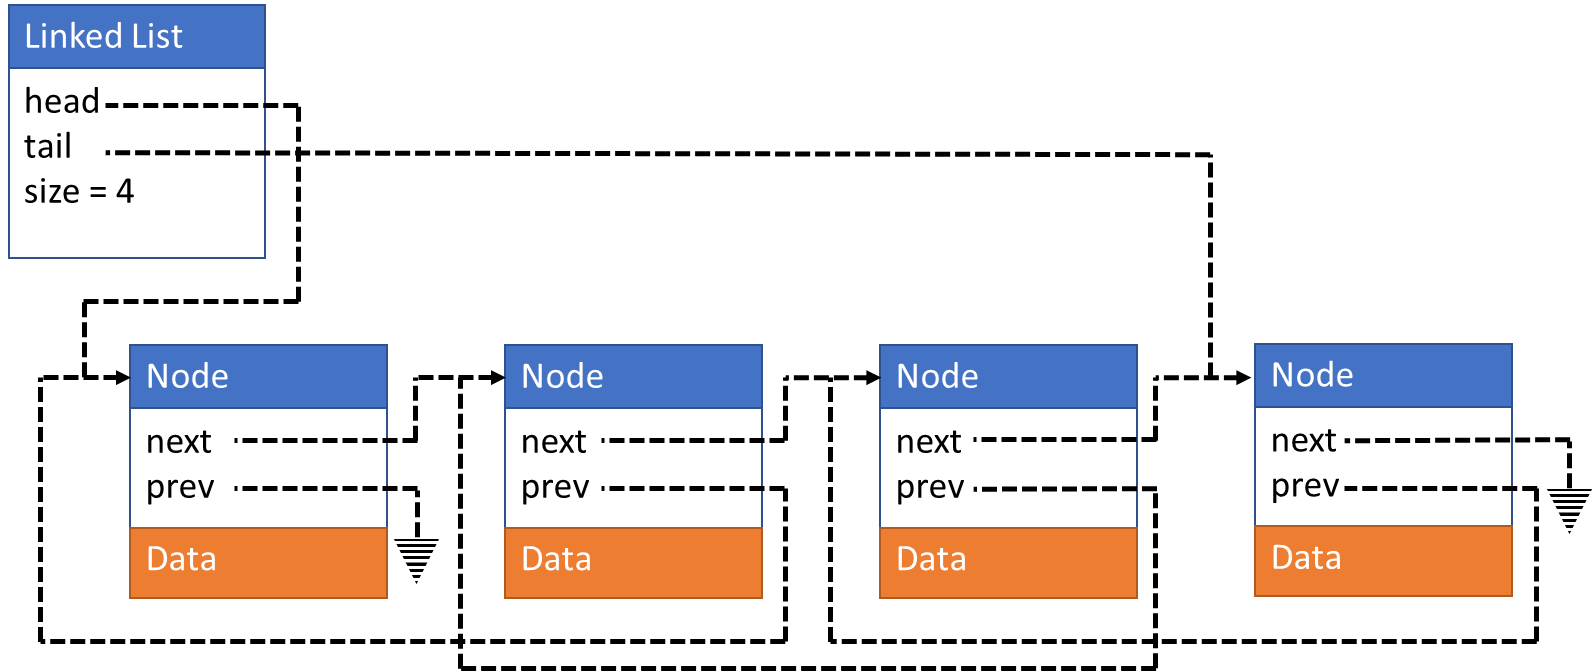 Linked List
head
tail
size = 4
Node
next
prev
Data
Node
next
prev
Data
Node
next
prev
Data
Node
next
prev
Data